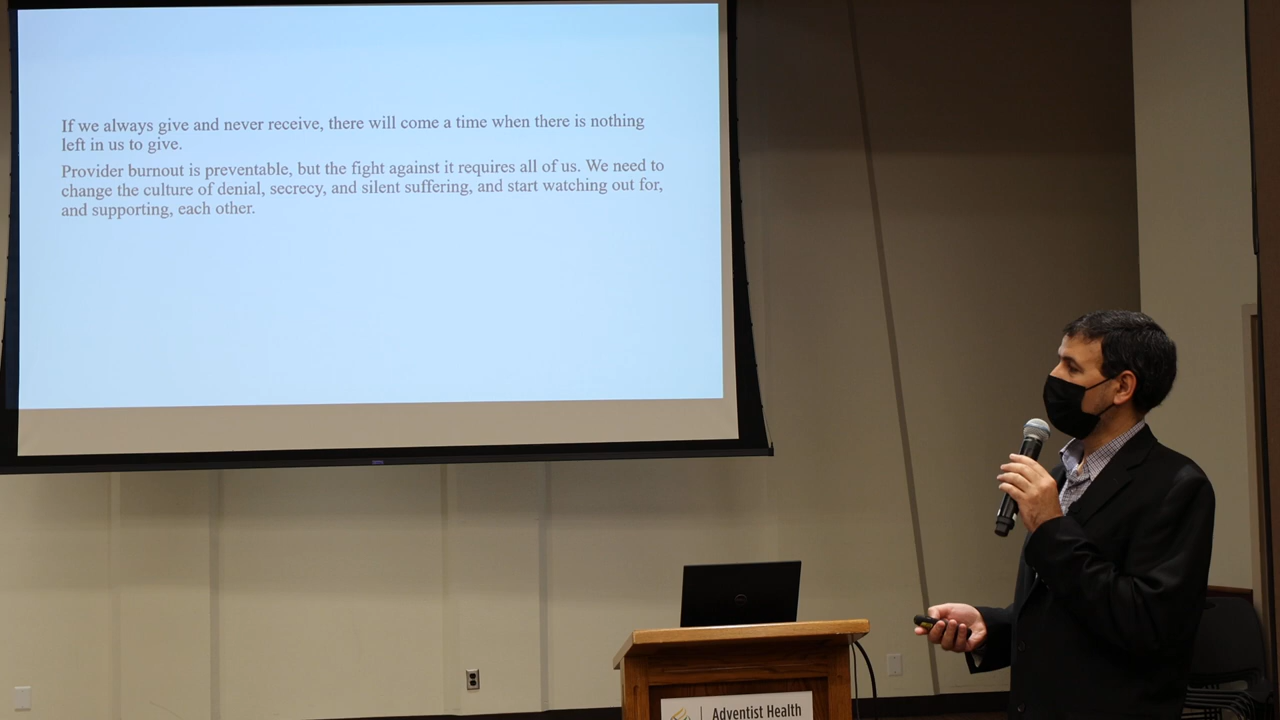 If we always give and never receive, there will come a time when there is nothing
left in us to give.
Provider burnout is preventable, but the fight against it requires all of us. We need to
change the culture of denial, secrecy, and silent suffering, and start watching out for,
and supporting, each other.
Adventist Health